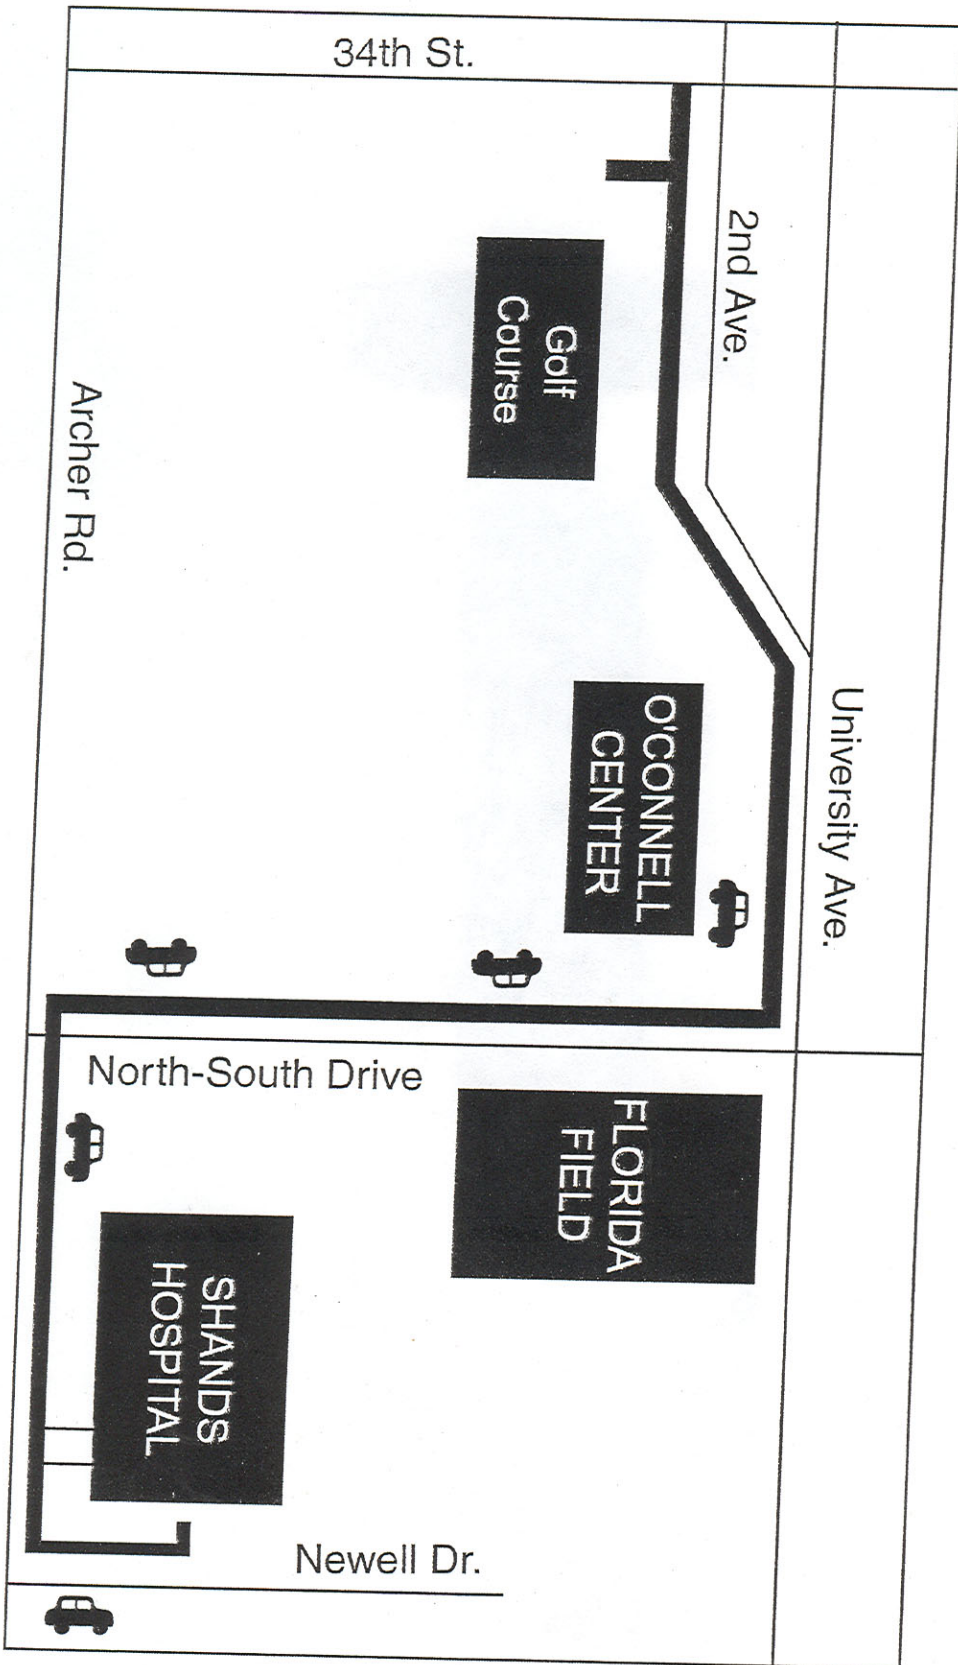 34th St.
2nd Ave.
Golf
Course
Archer Rd.
University Ave.
O'CONNELL
CENTER
North-South Drive
FLORIDA
FIELD
SHANDS
HOSPITAL
Newell Dr.